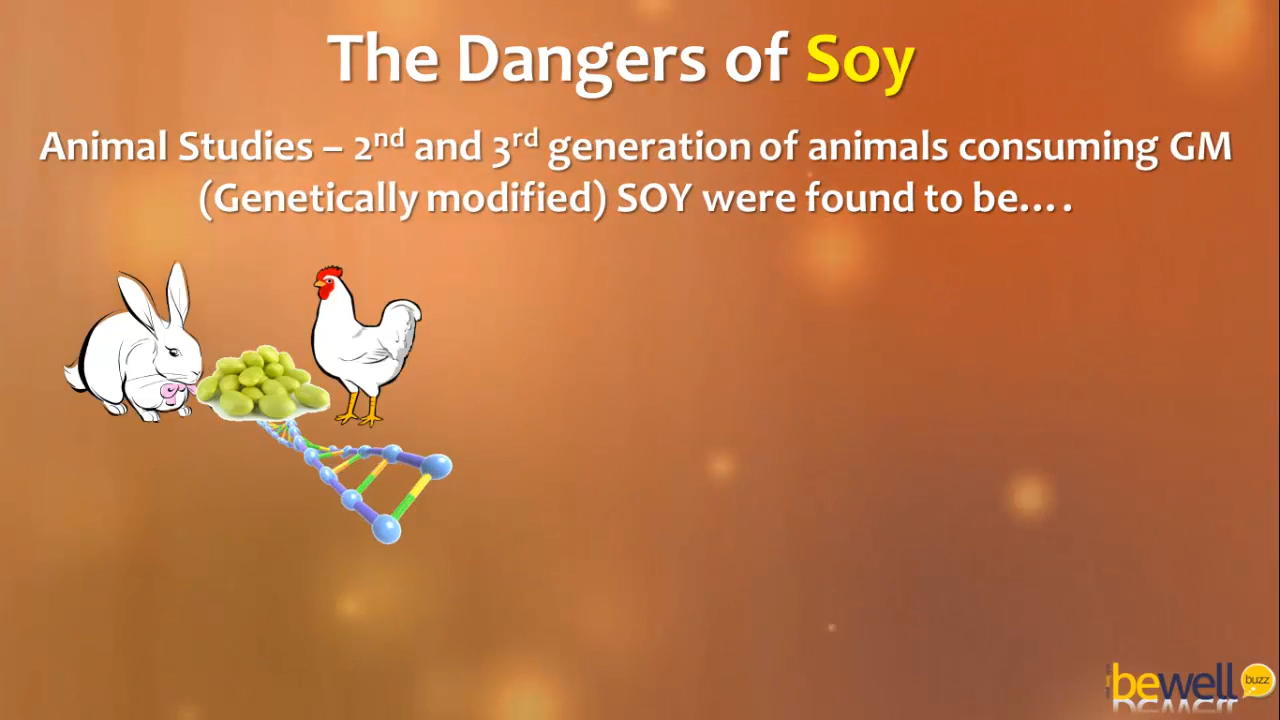 The Dangers of Soy
Animal Studies – 2nd and 3rd generation of animals consuming GM
(Genetically modified) SOY were found to be….
bewell buzz